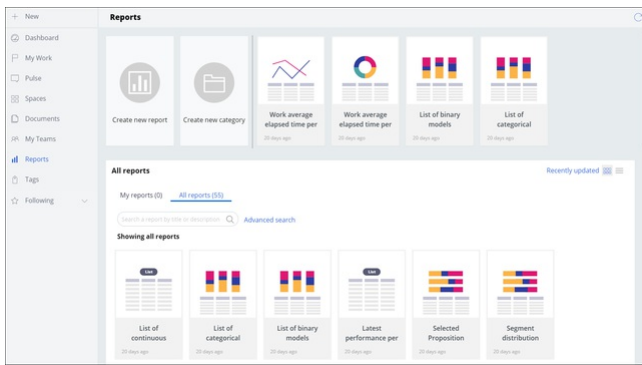 New
Reports
Dashboard
My Work
Pulse
Spaces
Documents
My Teams
Reports
Tags
Following
Create new report
Create new category
Work average
elapsed time per
20 days ago
Work average
elapsed time per
20 days ago
List of binary
models
20 days ago
List of
categorical
20 days ago
All reports
Recently updated
My reports (0)
All reports (55)
Search a report by title or description
Advanced search
Showing all reports
List
List of
continuous
20 days ago
List of
categorical
20 days ago
List of binary
models
20 days ago
List
Latest
performance per
20 days ago
Selected
Proposition
20 days ago
Segment
distribution
20 days ago